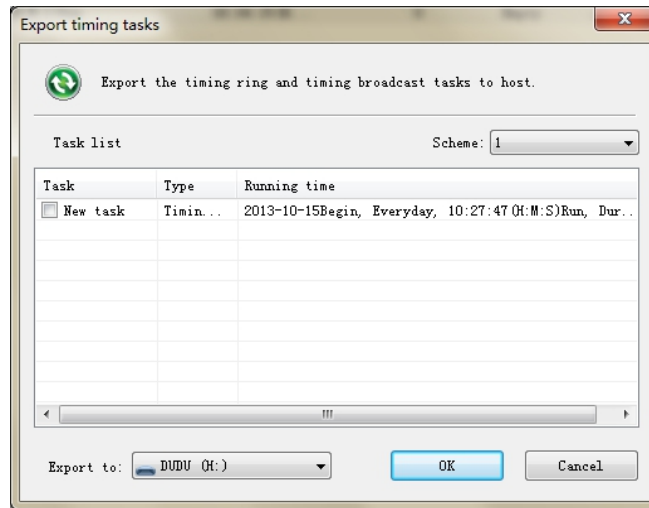 Export timing tasks
Export the timing ring and timing broadcast tasks to host.
Task list
Scheme: 1
Task Type Running time
New task Timin... 2013-10-15Begin, Everyday, 10:27:47(H:M:S)Run, Dur..
Export to: DUDU (H:) OK Cancel